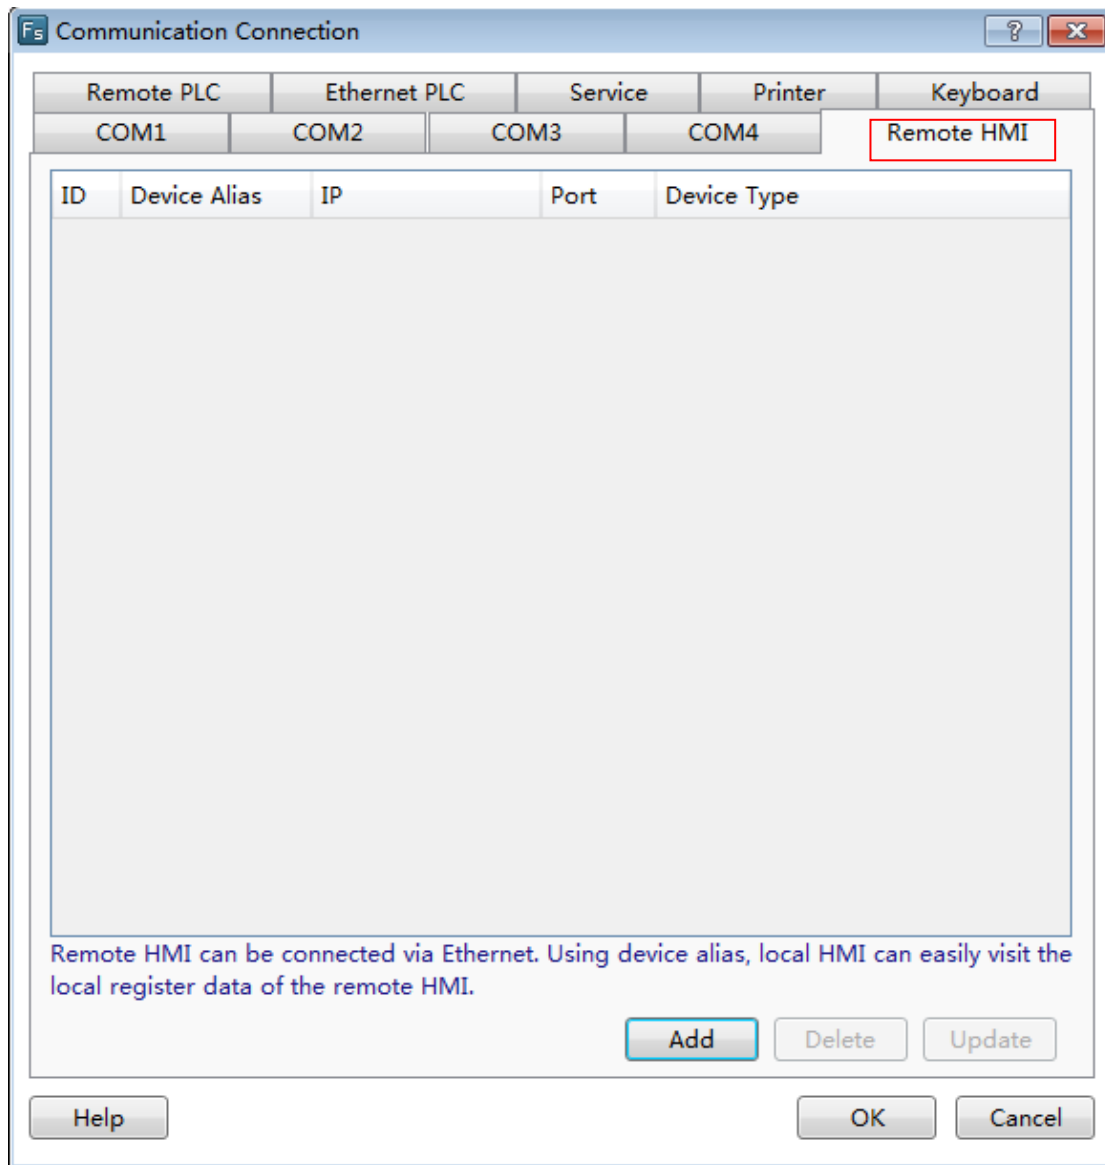 Fs Communication Connection
Remote PLC Ethernet PLC Service Printer Keyboard
COM1 COM2 COM3 COM4 Remote HMI
ID Device Alias IP Port Device Type
Remote HMI can be connected via Ethernet. Using device alias, local HMI can easily visit the
local register data of the remote HMI.
Add Delete Update
Help OK Cancel